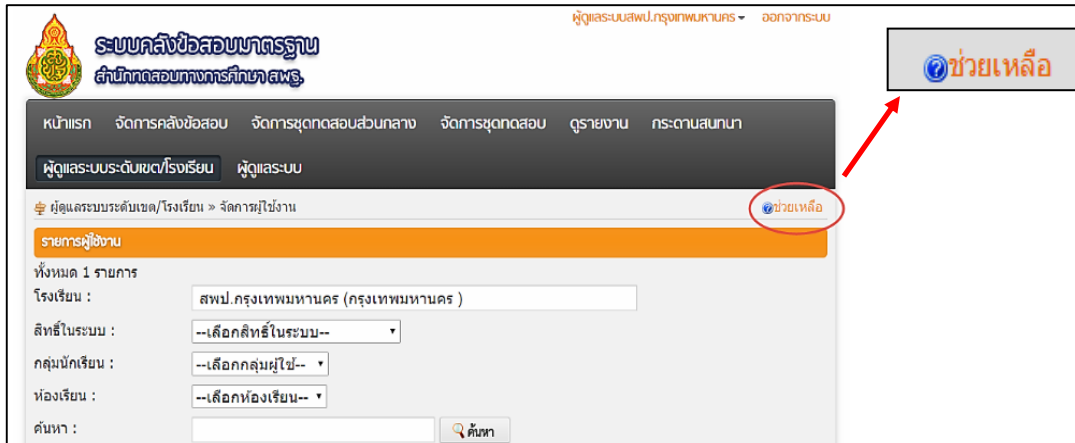 ผู้ดูแลระบบสพป.กรุงเทพมหานคร ออกจากระบบ
ระบบคลังข้อสอบมาตรฐาน
สำนักทดสอบทางการศึกษา สพฐ.
ช่วยเหลือ
หน้าแรก จัดการคลังข้อสอบ จัดการชุดทดสอบส่วนกลาง จัดการชุดทดสอบ ดูรายงาน กระดานสนทนา
ผู้ดูแลระบบระดับเขต/โรงเรียน ผู้ดูแลระบบ
ผู้ดูแลระบบระดับเขต/โรงเรียน » จัดการผู้ใช้งาน ช่วยเหลือ
รายการผู้ใช้งาน
ทั้งหมด 1 รายการ
โรงเรียน : สพป.กรุงเทพมหานคร (กรุงเทพมหานคร )
สิทธิ์ในระบบ : --เลือกสิทธิ์ในระบบ--
กลุ่มนักเรียน : --เลือกกลุ่มผู้ใช้--
ห้องเรียน : --เลือกห้องเรียน--
ค้นหา : ค้นหา